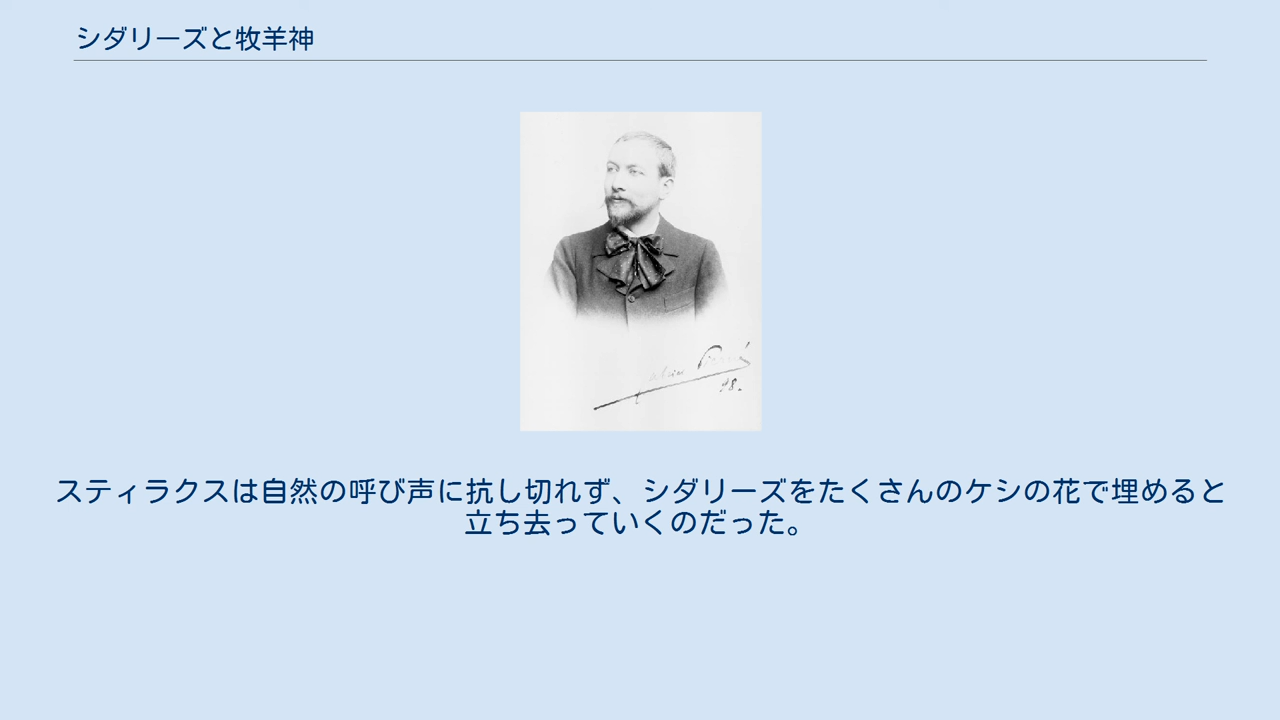 シダリーズと牧羊神
98.
スティラクスは自然の呼び声に抗し切れず、シダリーズをたくさんのケシの花で埋めると
立ち去っていくのだった。